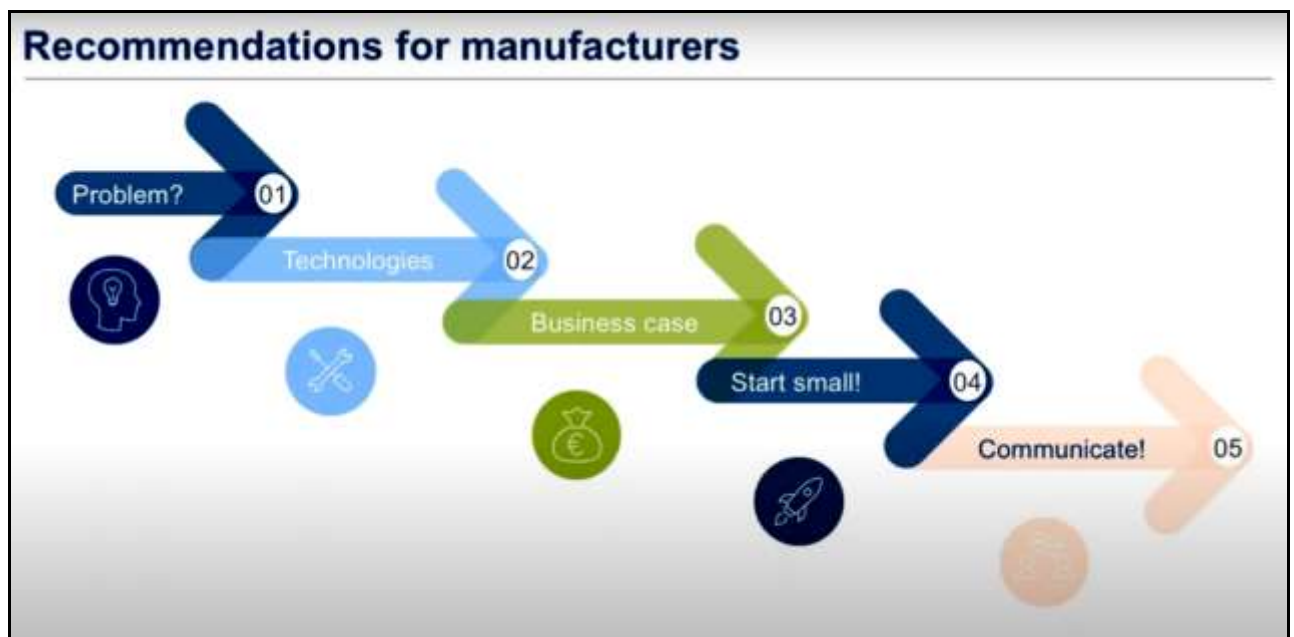 Recommendations for manufacturers
Problem? 01
Technologies 02
Business case 03
€
Start small! 04
Communicate! 05